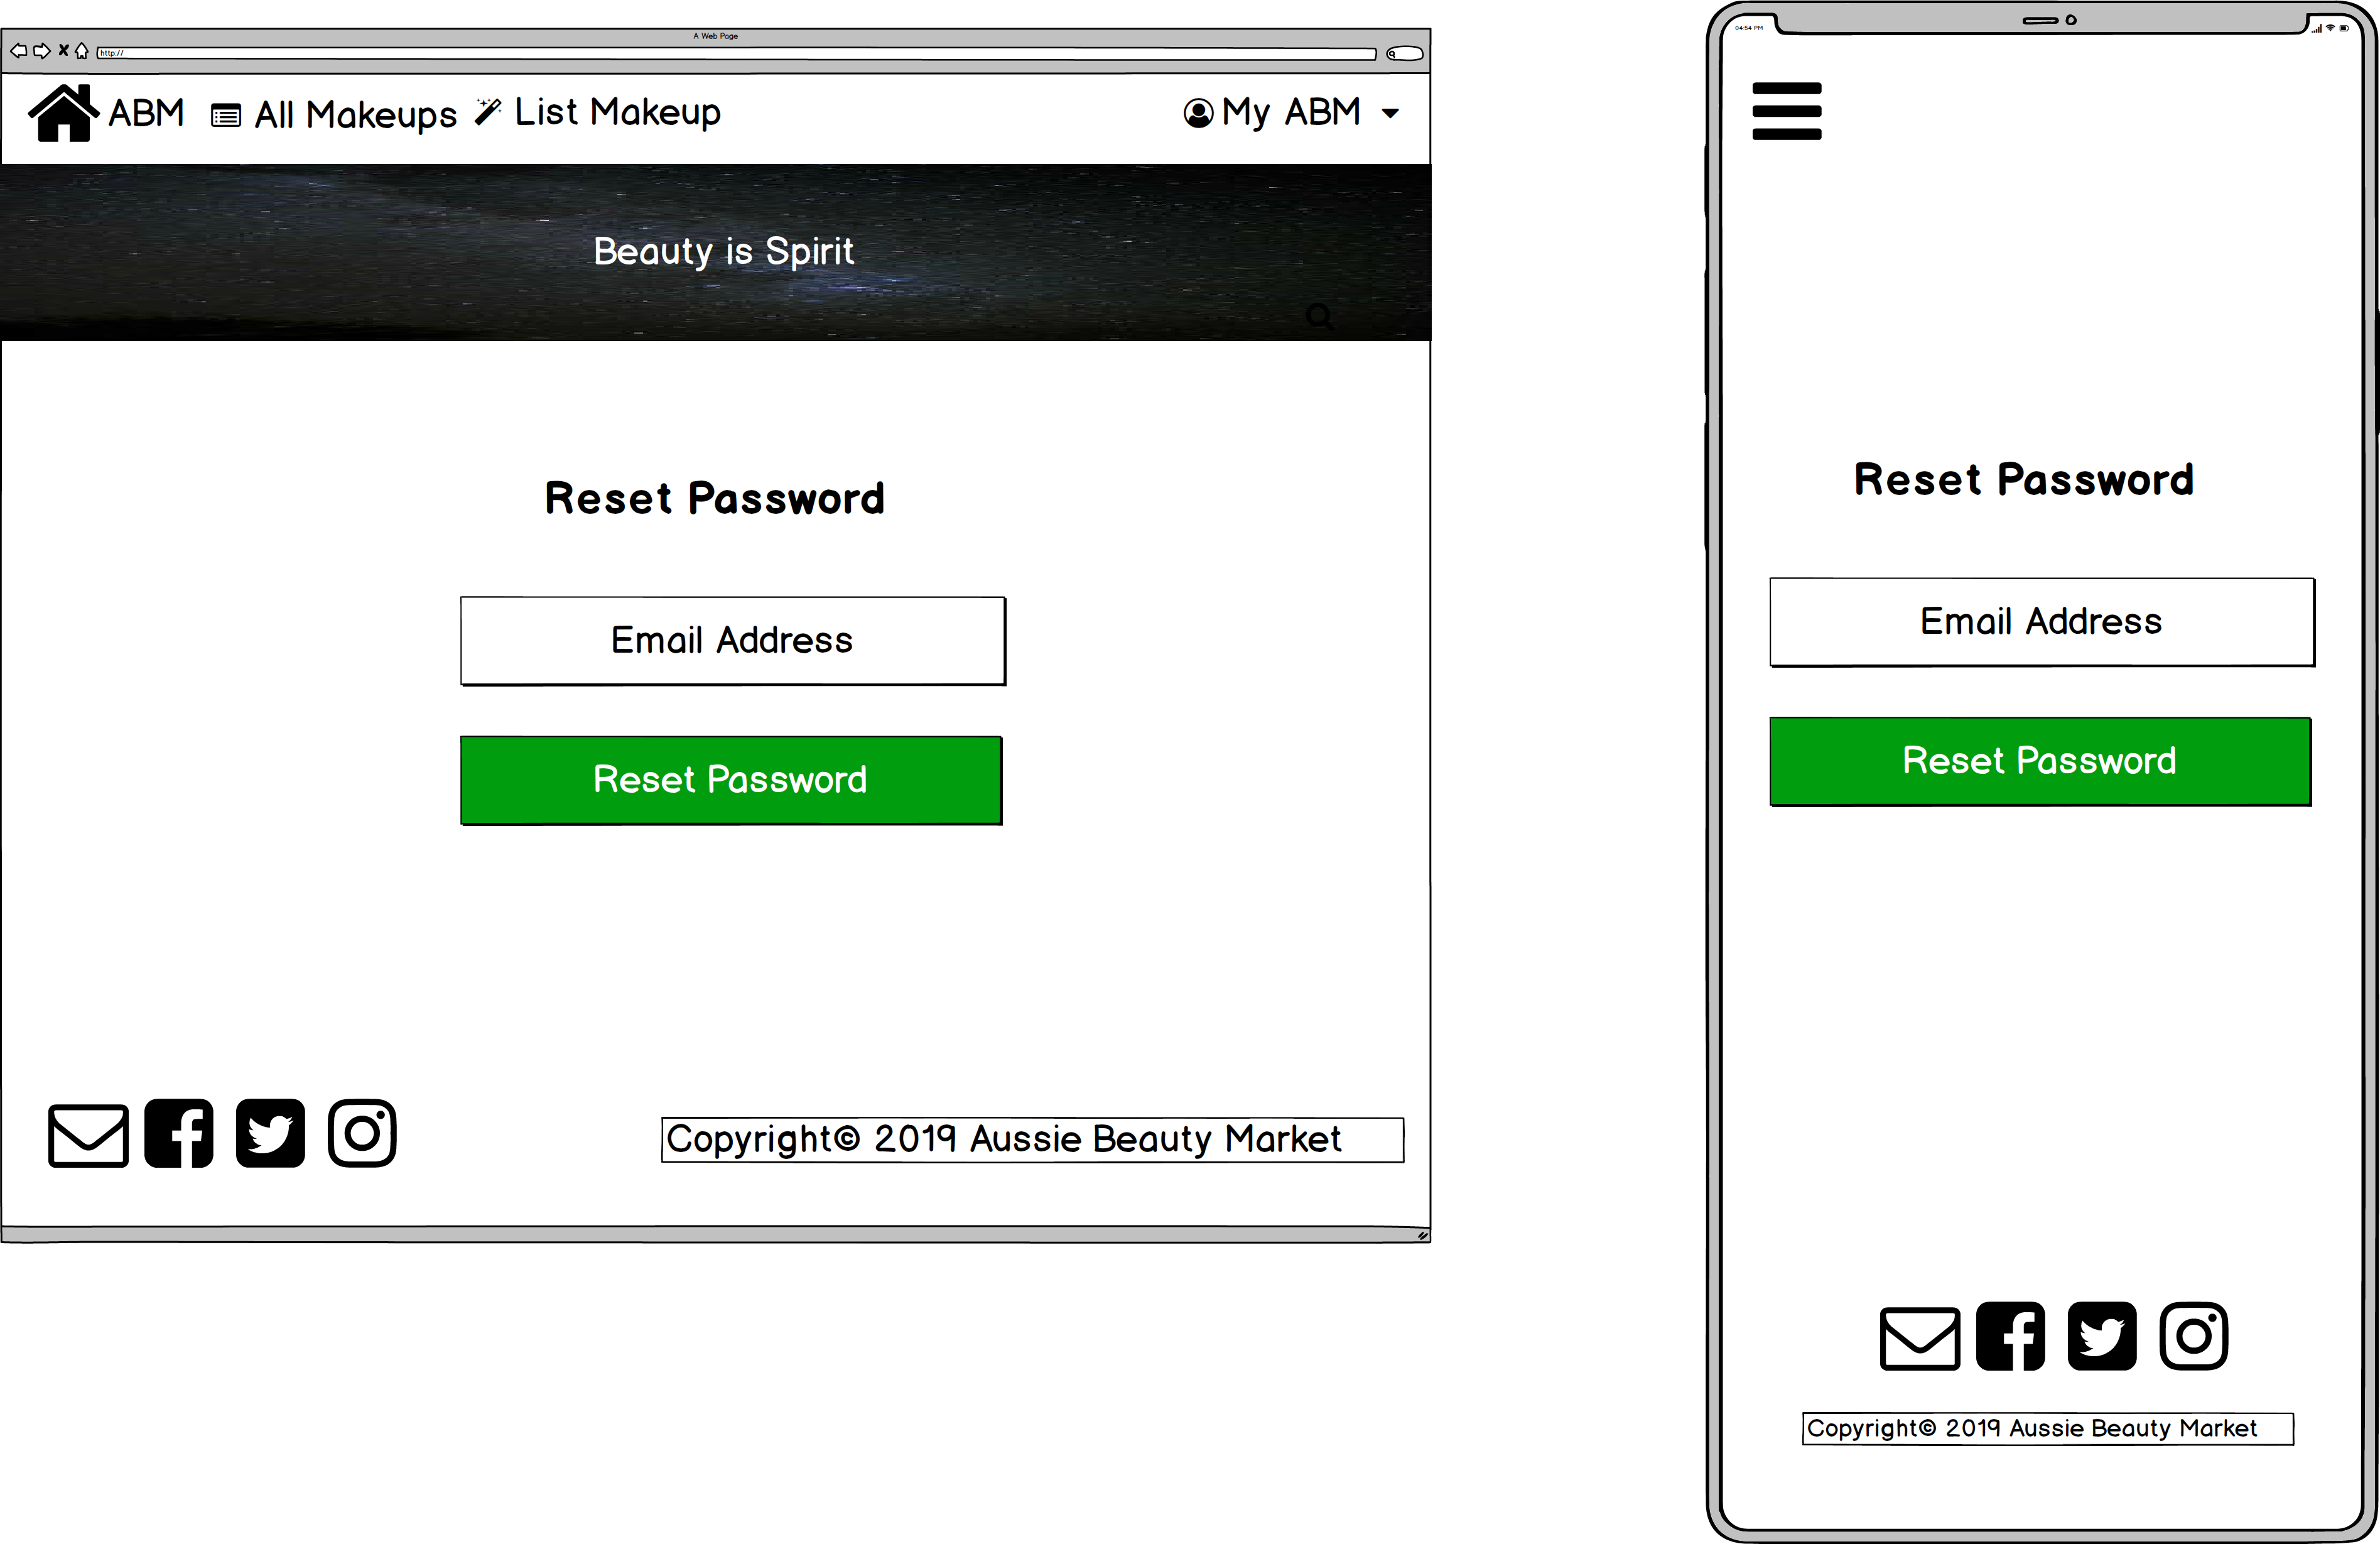 A Web Page
http://
ABM
All Makeups
List Makeup
My ABM
Beauty is Spirit
Reset Password
Email Address
Reset Password
Copyright© 2019 Aussie Beauty Market
04:54 PM
Reset Password
Email Address
Reset Password
Copyright© 2019 Aussie Beauty Market